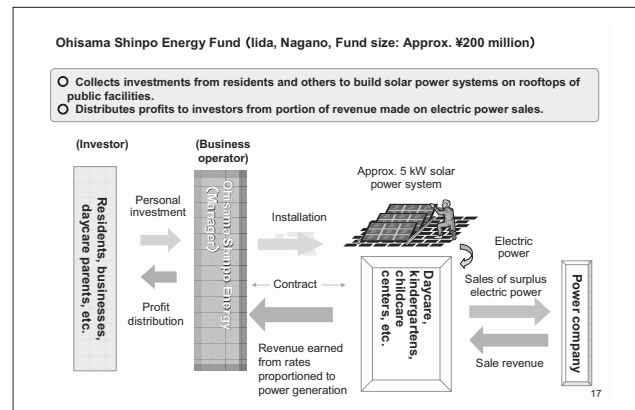 Ohisama Shinpo Energy Fund (Iida, Nagano, Fund size: Approx. ¥200 million)
O Collects investments from residents and others to build solar power systems on rooftops of
public facilities.
O Distributes profits to investors from portion of revenue made on electric power sales.
(Investor)
(Business
operator)
Residents, businesses,
daycare parents, etc.
Personal
investment
Profit
distribution
Ohisama Shinpo Energy
(Manager)
Installation
Contract
Revenue earned
from rates
proportioned to
power generation
Approx. 5 kW solar
power system
Daycare,
kindergartens,
childcare
centers, etc.
Electric
power
Sales of surplus
electric power
Sale revenue
Power company
17